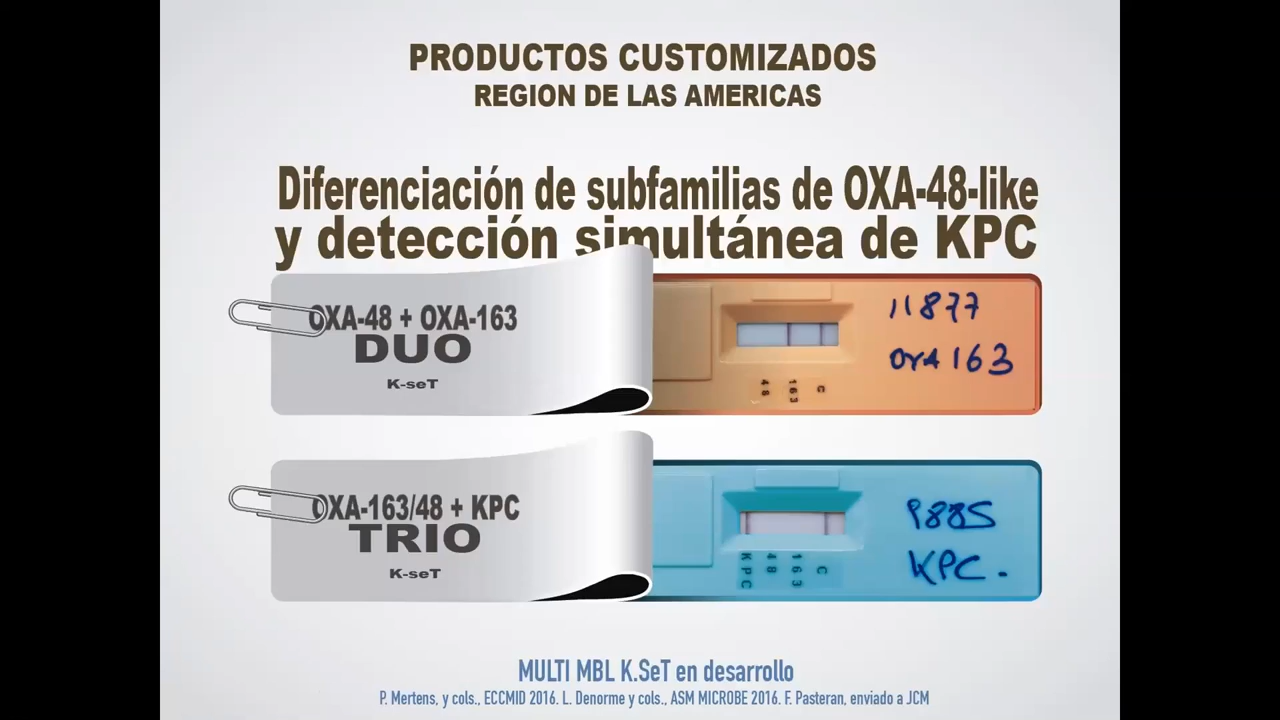 PRODUCTOS CUSTOMIZADOS
REGION DE LAS AMERICAS
Diferenciación de subfamilias de OXA-48-like
y detección simultánea de KPC
OXA-48 + OXA-163
DUO
K-seT
11877
OXA 163
48 163 C
OXA-163/48 + KPC
TRIO
K-seT
9885
KPC.
KPC 48 163 C
MULTI MBL K.SeT en desarrollo
P. Mertens, y cols., ECCMID 2016. L. Denorme y cols., ASM MICROBE 2016. F. Pasteran, enviado a JCM